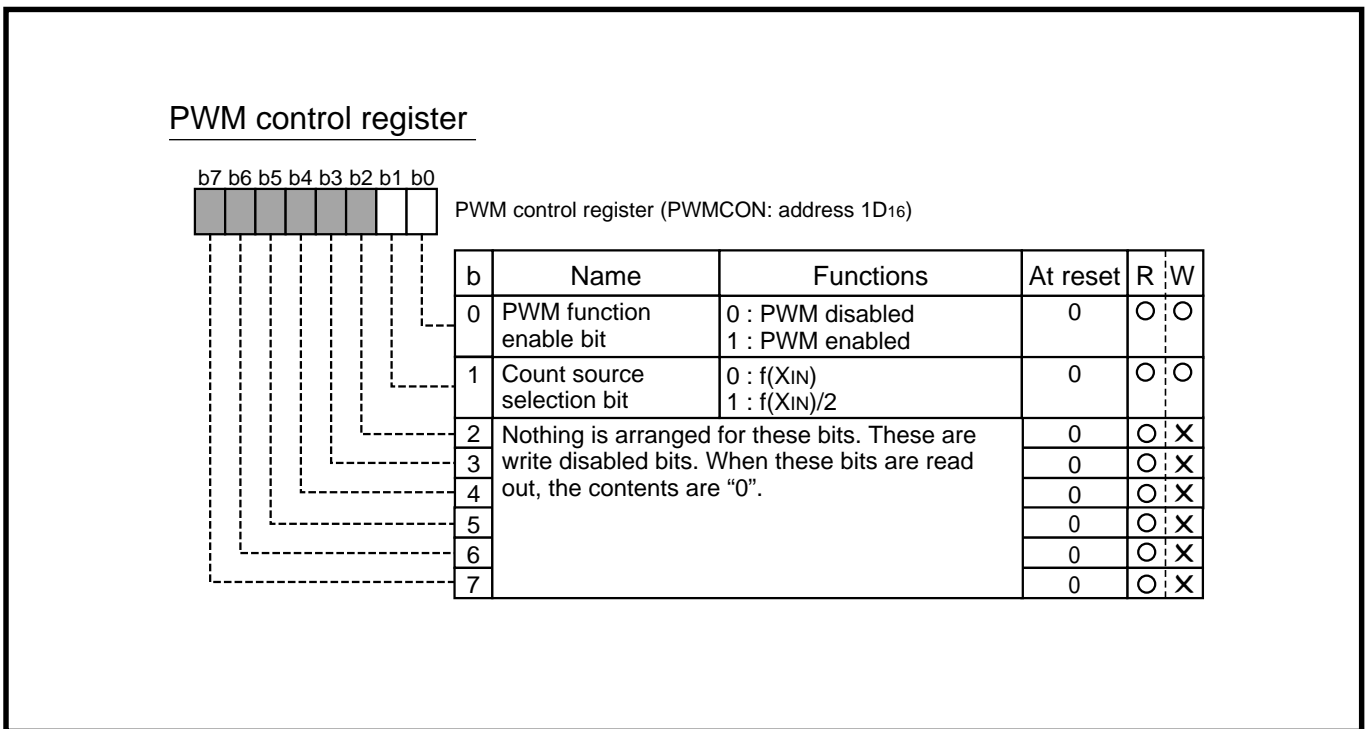 PWM control register
b7 b6 b5 b4 b3 b2 b1 b0
PWM control register (PWMCON: address 1D16)
b Name Functions At reset R W
0 PWM function enable bit 0 : PWM disabled 0 O O
1 : PWM enabled
1 Count source selection bit 0 : f(XIN) 0 O O
1 : f(XIN)/2
2 Nothing is arranged for these bits. These are 0 O X
3 write disabled bits. When these bits are read 0 O X
4 out, the contents are “0”. 0 O X
5 0 O X
6 0 O X
7 0 O X